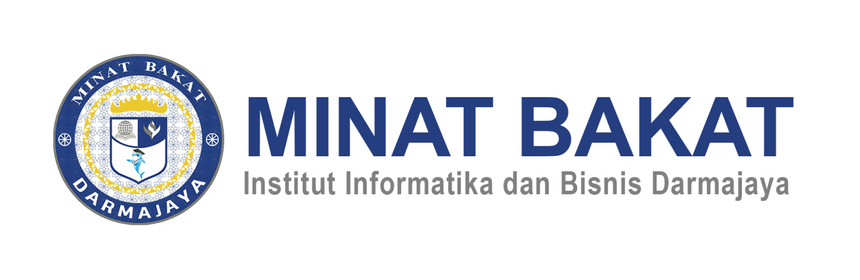 MINAT BAKAT
DARMAJAYA
MINAT BAKAT
Institut Informatika dan Bisnis Darmajaya